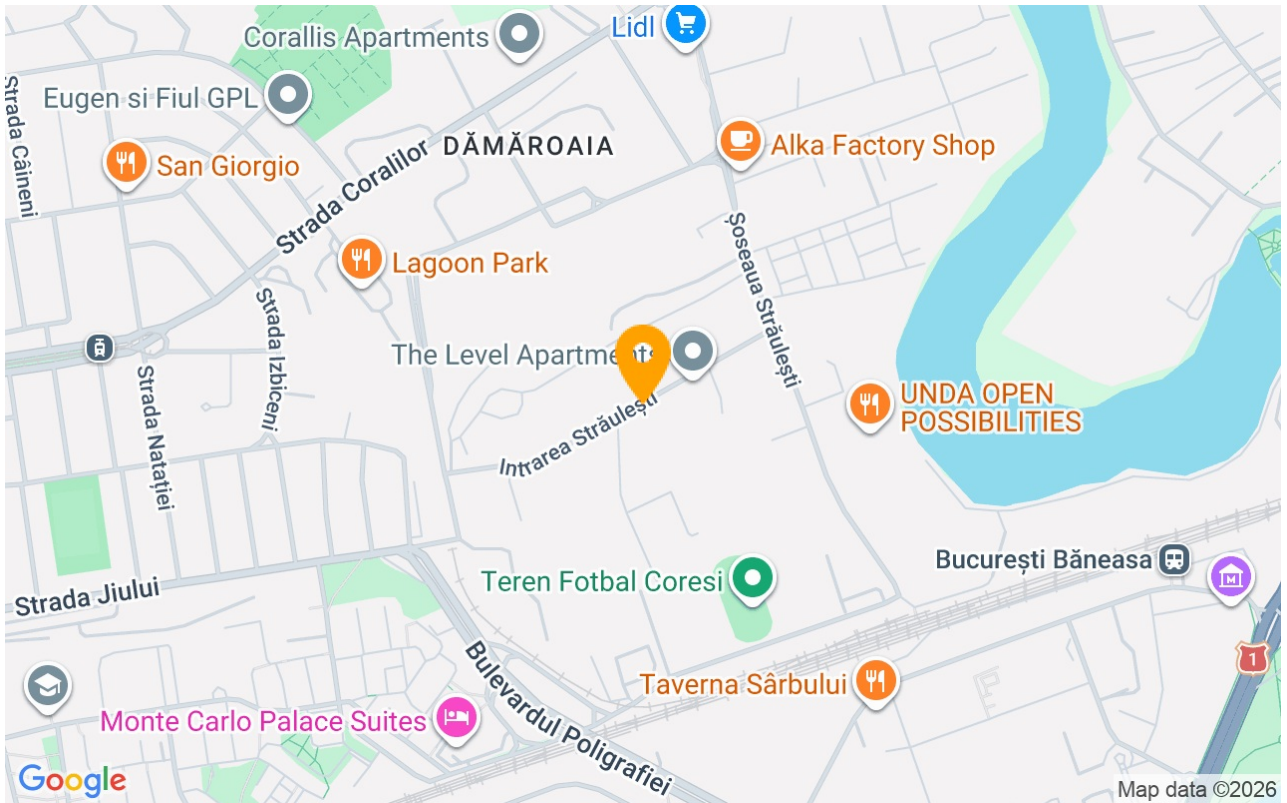 Lidl
Corallis Apartments
Eugen si Fiul GPL
Strada Câineni
DĂMĂROAIA
Alka Factory Shop
San Giorgio
Strada Coralilor
Lagoon Park
Șoseaua Străulești
Strada Izbiceni
The Level Apartments
Strada Natației
UNDA OPEN
POSSIBILITIES
Intrarea Străulești
București Băneasa
M
Teren Fotbal Coresi
Strada Jiului
1
Bulevardul Poligrafiei
Taverna Sârbului
Monte Carlo Palace Suites
Google
Map data ©2026